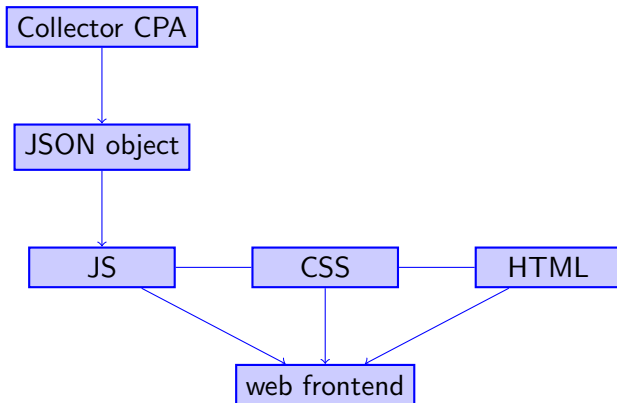 Collector CPA
JSON object
JS
CSS
HTML
web frontend